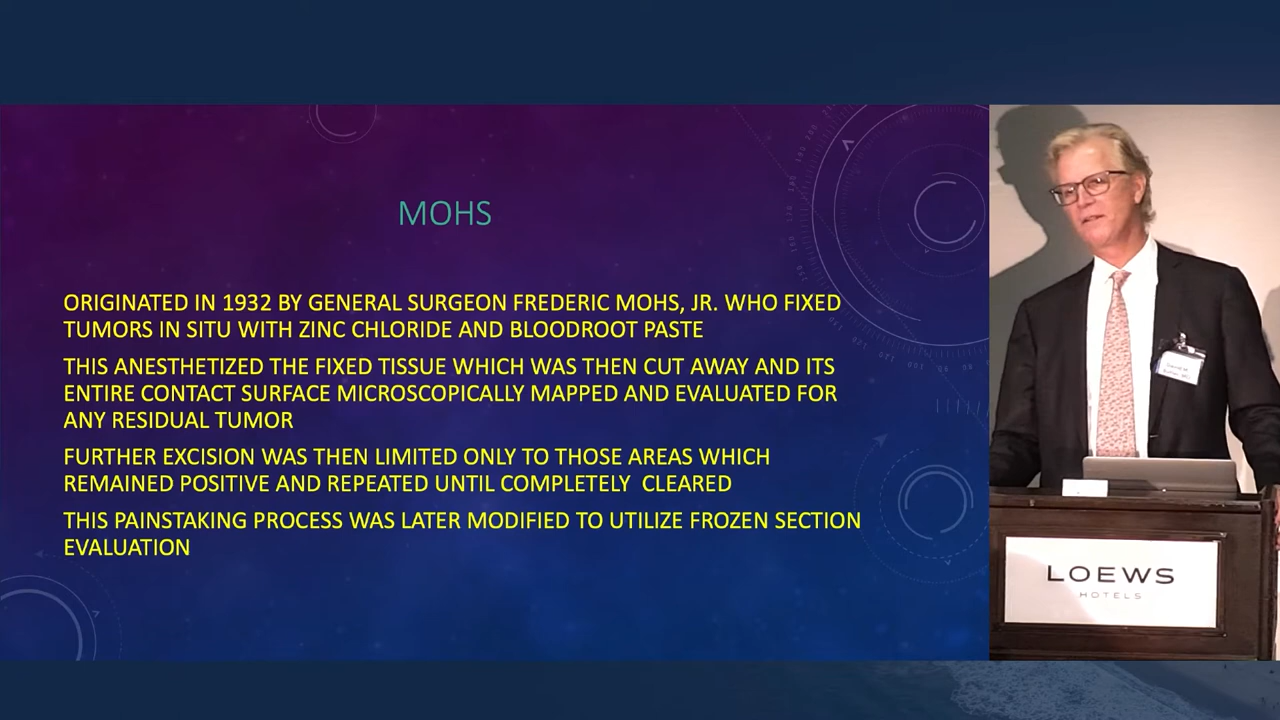 MOHS
ORIGINATED IN 1932 BY GENERAL SURGEON FREDERIC MOHS, JR. WHO FIXED
TUMORS IN SITU WITH ZINC CHLORIDE AND BLOODROOT PASTE
THIS ANESTHETIZED THE FIXED TISSUE WHICH WAS THEN CUT AWAY AND ITS
ENTIRE CONTACT SURFACE MICROSCOPICALLY MAPPED AND EVALUATED FOR
ANY RESIDUAL TUMOR
FURTHER EXCISION WAS THEN LIMITED ONLY TO THOSE AREAS WHICH
REMAINED POSITIVE AND REPEATED UNTIL COMPLETELY  CLEARED
THIS PAINSTAKING PROCESS WAS LATER MODIFIED TO UTILIZE FROZEN SECTION
EVALUATION
LOEWS
HOTELS